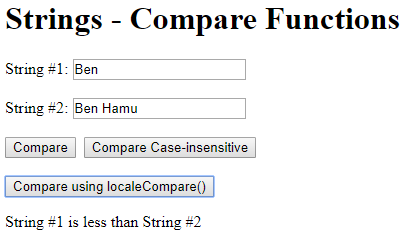 Strings - Compare Functions
String #1: Ben
String #2: Ben Hamu
Compare Compare Case-insensitive
Compare using localeCompare()
String #1 is less than String #2